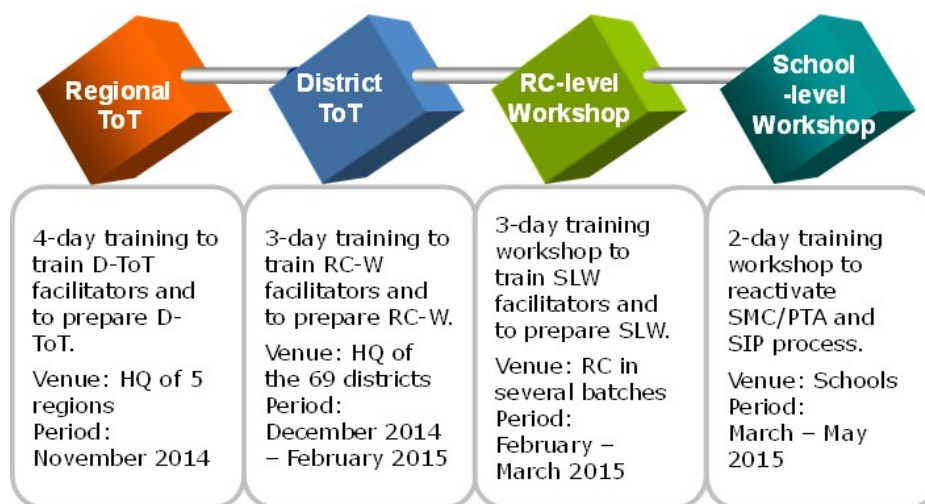 Regional
ToT
District
ToT
RC-level
Workshop
School
-level
Workshop
4-day training to
train D-ToT
facilitators and
to prepare D-
ToT.
Venue: HQ of 5
regions
Period:
November 2014
3-day training to
train RC-W
facilitators and
to prepare RC-W.
Venue: HQ of
the 69 districts
Period:
December 2014
– February 2015
3-day training
workshop to
train SLW
facilitators and
to prepare SLW.
Venue: RC in
several batches
Period:
February –
March 2015
2-day training
workshop to
reactivate
SMC/PTA and
SIP process.
Venue: Schools
Period:
March – May
2015